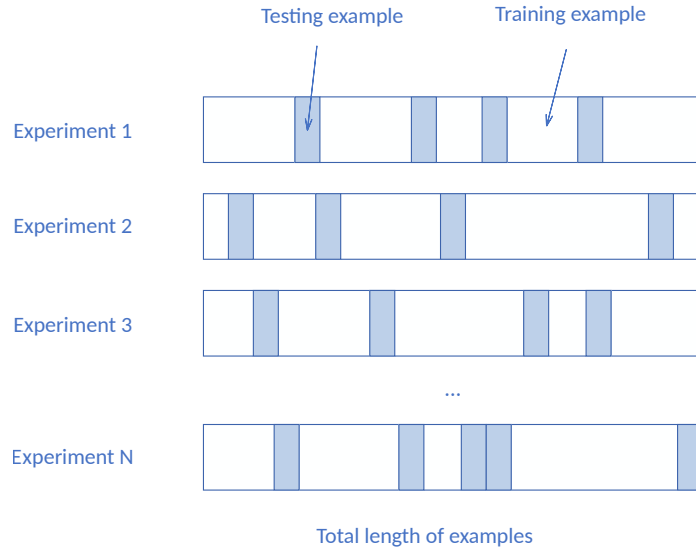 Testing example
Training example
Experiment 1
Experiment 2
Experiment 3
...
Experiment N
Total length of examples